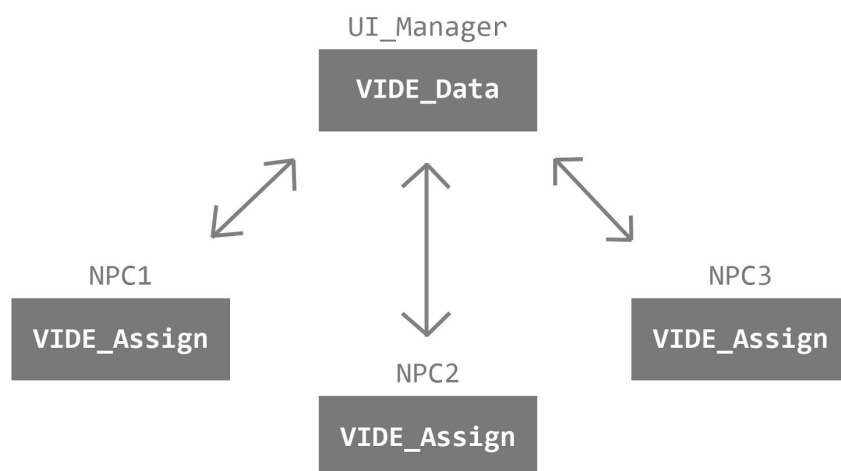 UI_Manager
VIDE_Data
NPC1
VIDE_Assign
NPC2
VIDE_Assign
NPC3
VIDE_Assign